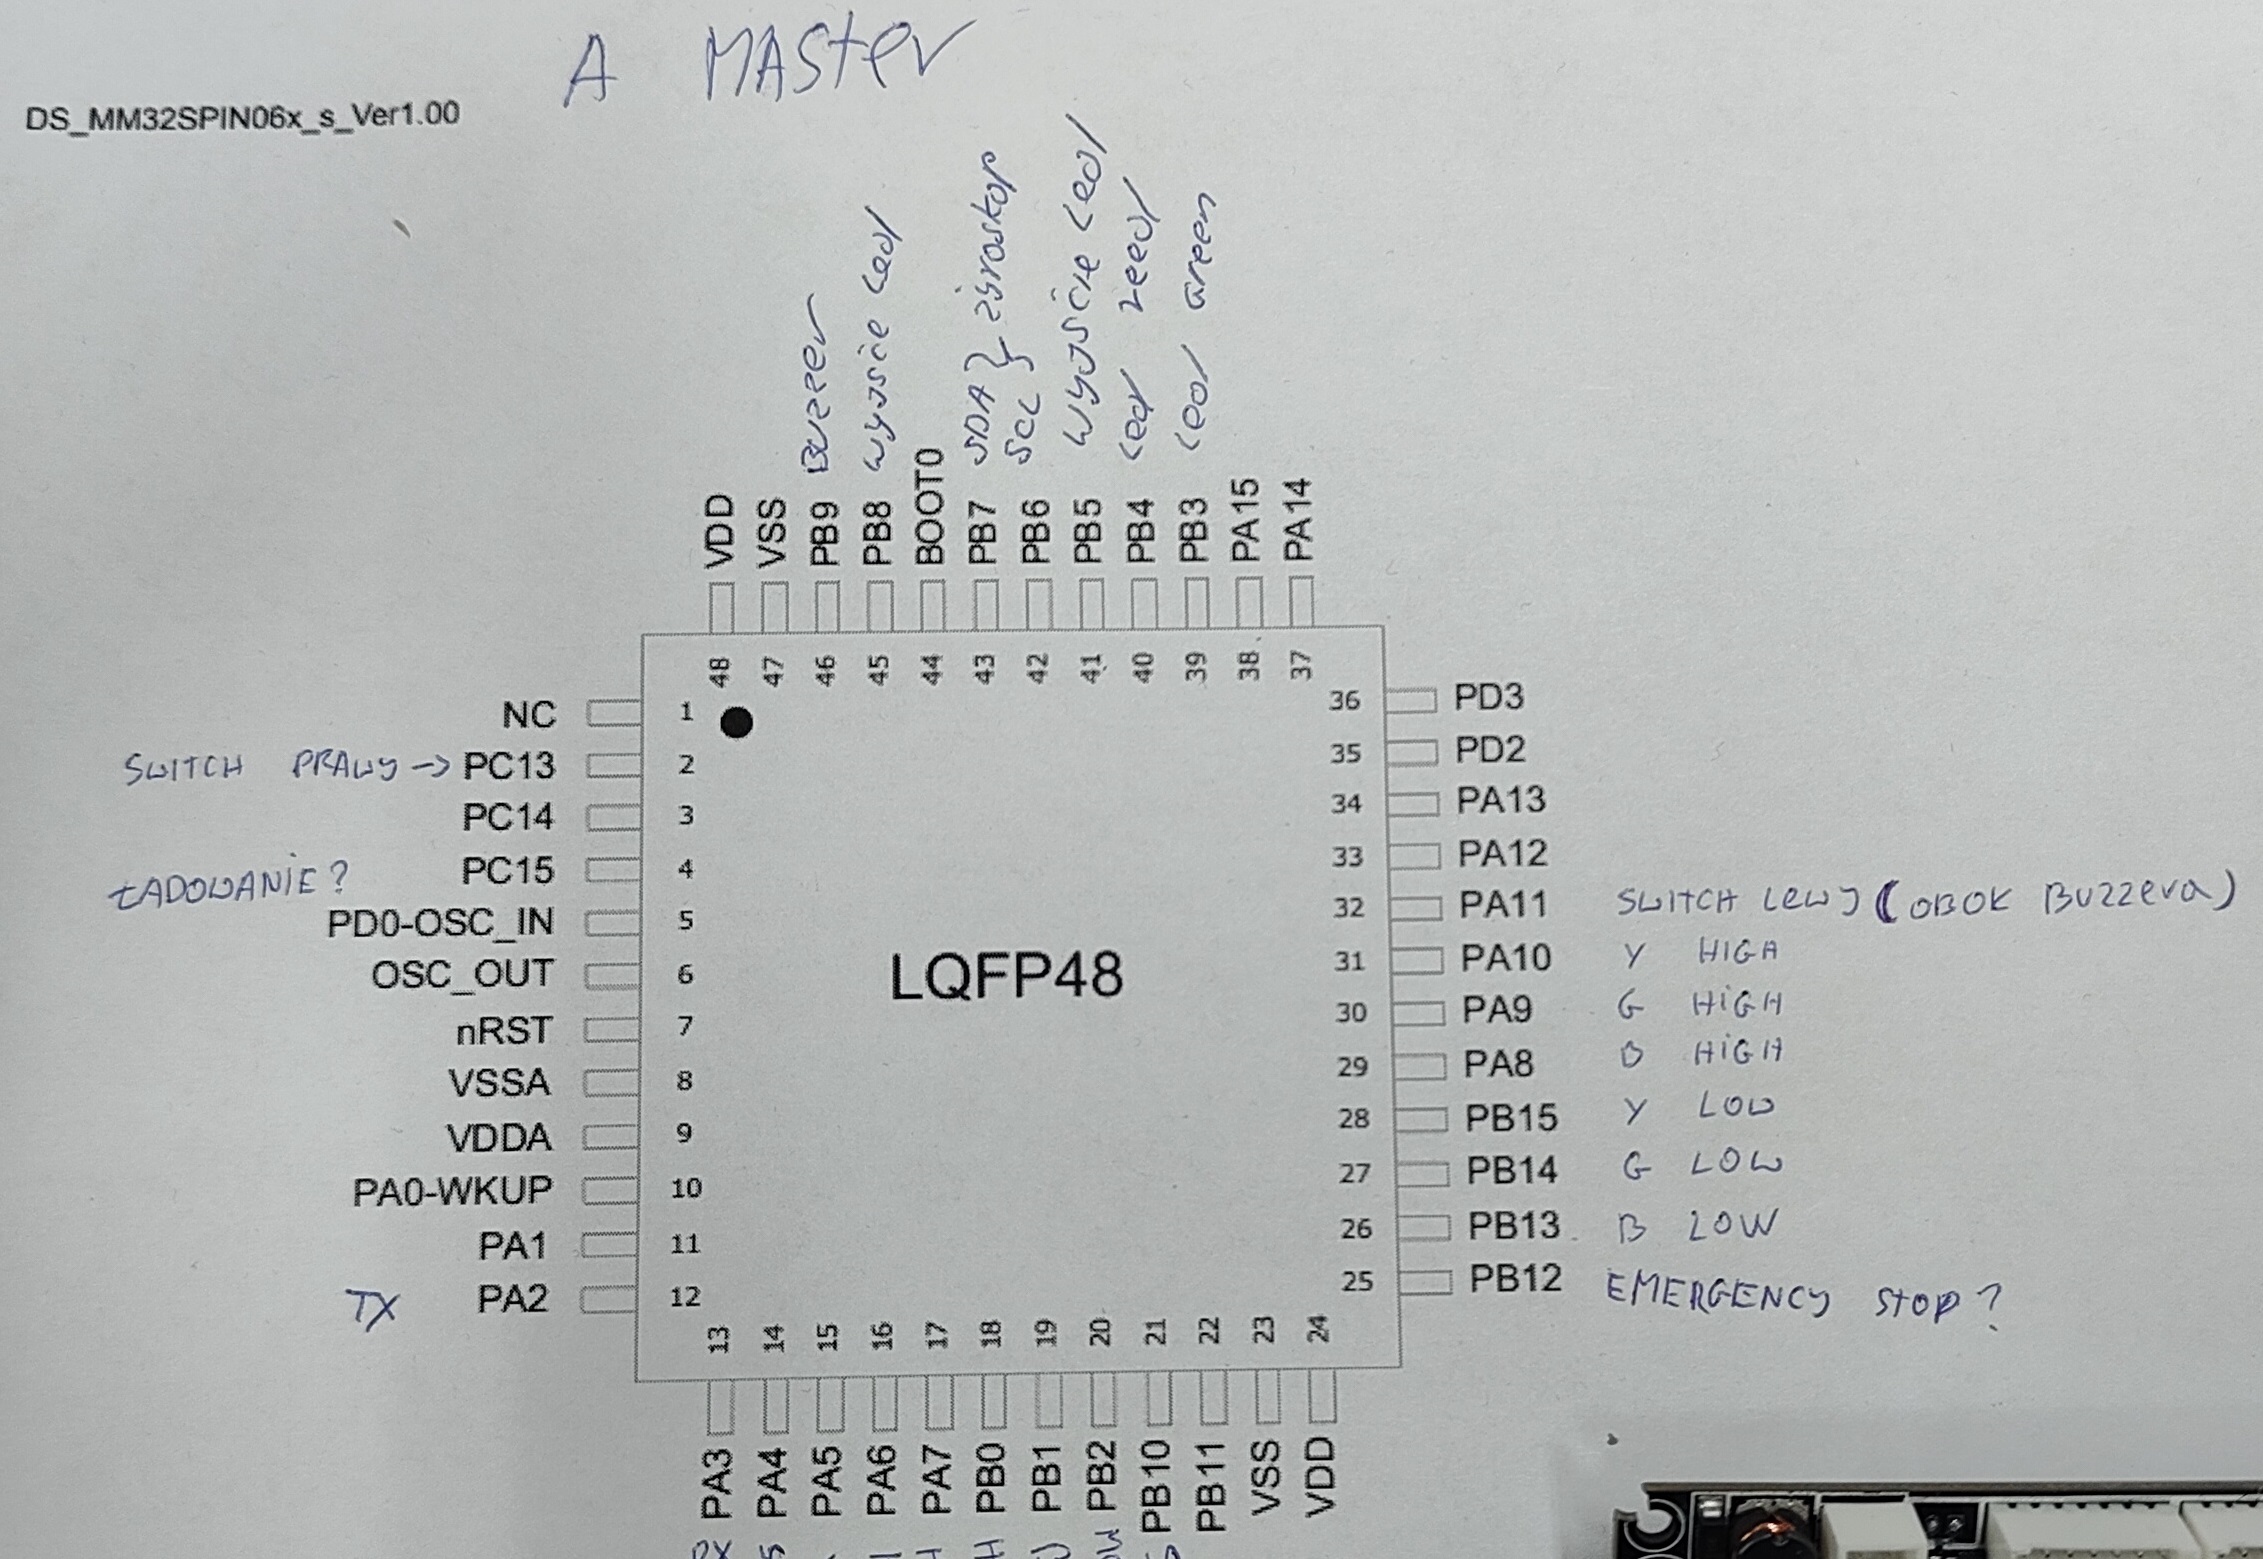 A MASter
DS_MM32SPIN06x_s_Ver1.00
VDD
VSS
PB9 BUZZER
PB8 wyjście Led
BOOT0
PB7 SDA } żyroskop
PB6 SCL
PB5 wyjście Led
PB4 Led Reed
PB3 Led Green
PA15
PA14
48 47 46 45 44 43 42 41 40 39 38 37
NC 1
SWITCH PRAWY -> PC13 2
PC14 3
PC15 4
ŁADOWANIE?
PD0-OSC_IN 5
OSC_OUT 6
nRST 7
VSSA 8
VDDA 9
PA0-WKUP 10
PA1 11
TX PA2 12
LQFP48
36 PD3
35 PD2
34 PA13
33 PA12
32 PA11 SWITCH Lewy (OBOK BUZZera)
31 PA10 Y HIGH
30 PA9 G HiGH
29 PA8 B HiGH
28 PB15 Y LOW
27 PB14 G LOW
26 PB13 B LOW
25 PB12 EMERGENCY STOP?
13 14 15 16 17 18 19 20 21 22 23 24
PA3
PA4
PA5
PA6
PA7
PB0
PB1
PB2
PB10
PB11
VSS
VDD